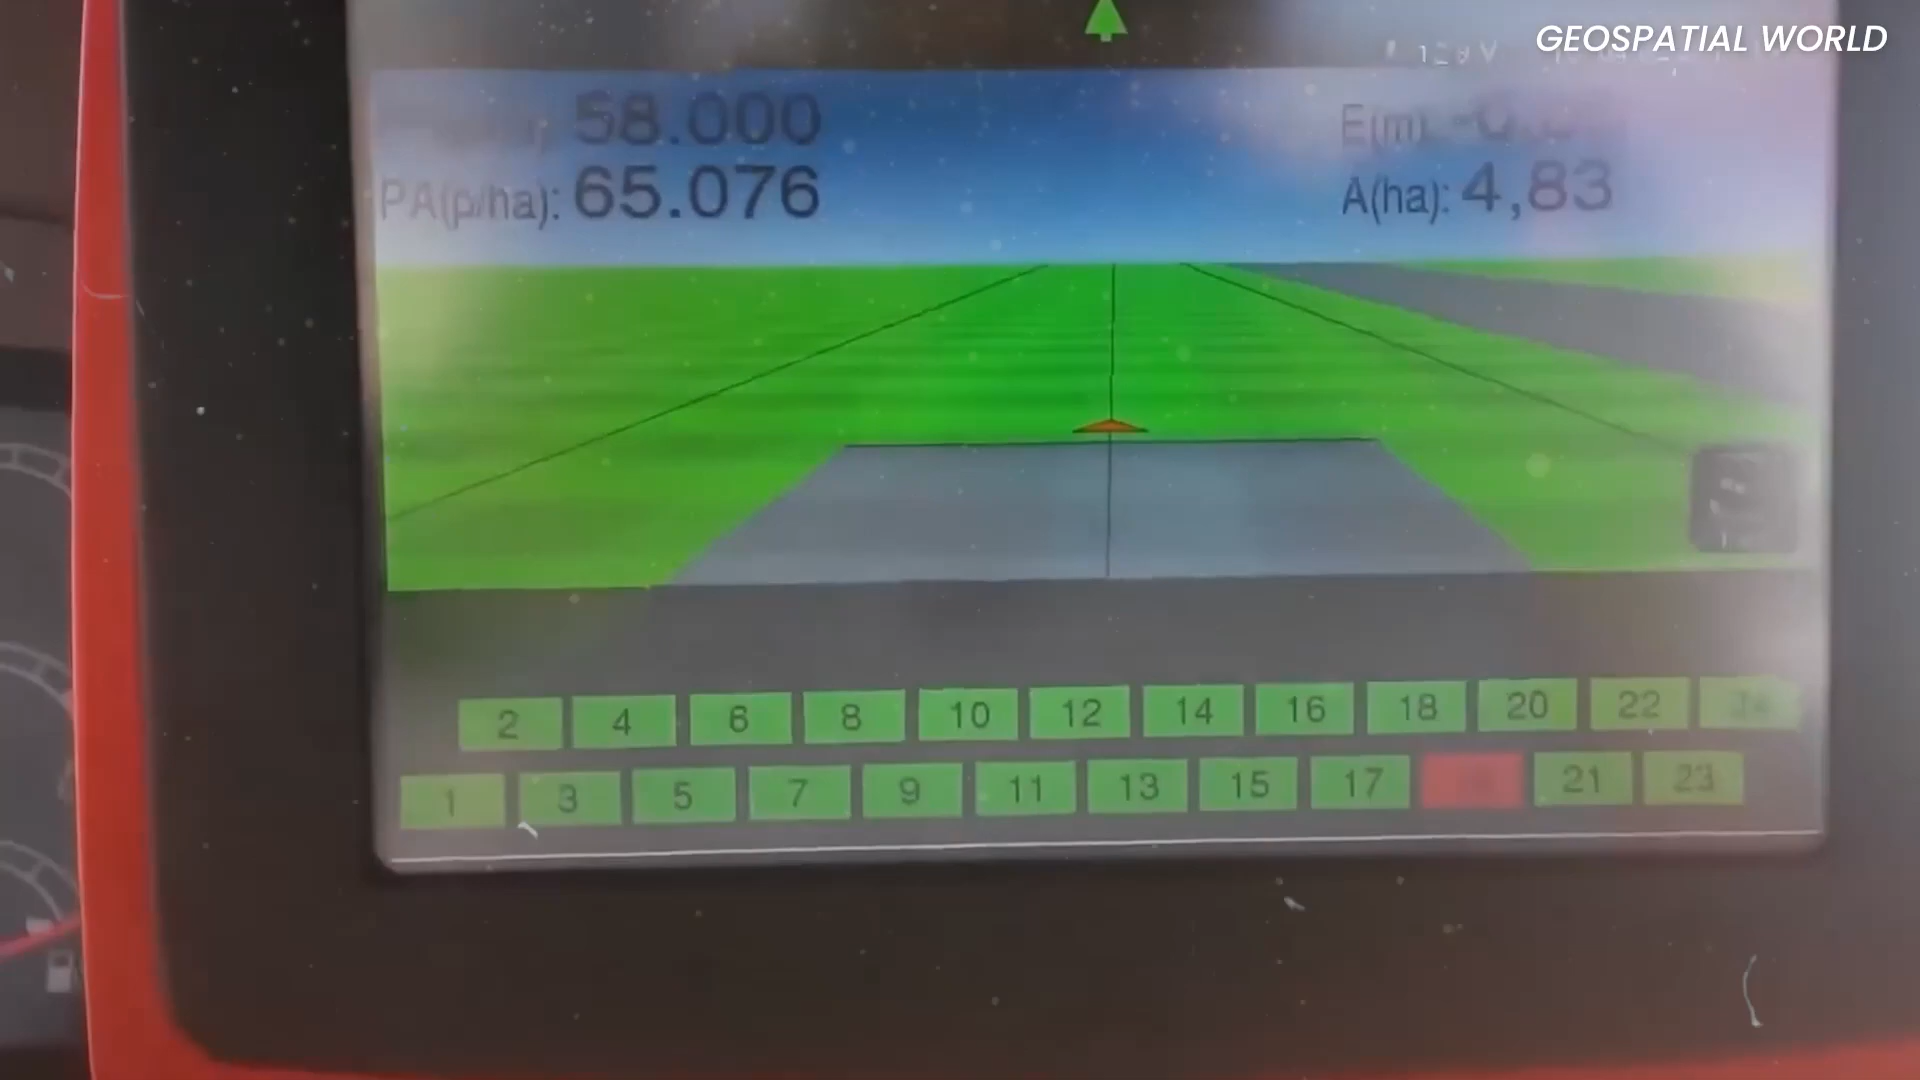 GEOSPATIAL WORLD
58.000
E(m):
PA(p/ha): 65.076
A(ha): 4,83
2 4 6 8 10 12 14 16 18 20 22 24
1 3 5 7 9 11 13 15 17 21 23